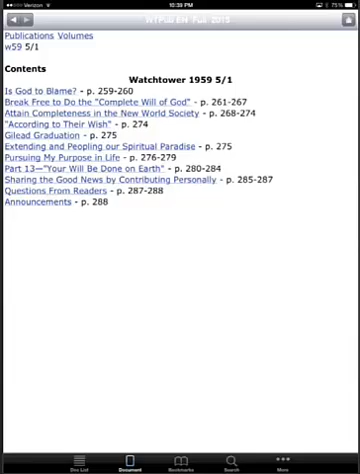 Verizon 10:39 PM 75%
WTPub EN Full 2013
Publications Volumes
w59 5/1
Contents
Watchtower 1959 5/1
Is God to Blame? - p. 259-260
Break Free to Do the "Complete Will of God" - p. 261-267
Attain Completeness in the New World Society - p. 268-274
"According to Their Wish" - p. 274
Gilead Graduation - p. 275
Extending and Peopling our Spiritual Paradise - p. 275
Pursuing My Purpose in Life - p. 276-279
Part 13—"Your Will Be Done on Earth" - p. 280-284
Sharing the Good News by Contributing Personally - p. 285-287
Questions From Readers - p. 287-288
Announcements - p. 288
Doc List Document Bookmarks Search More